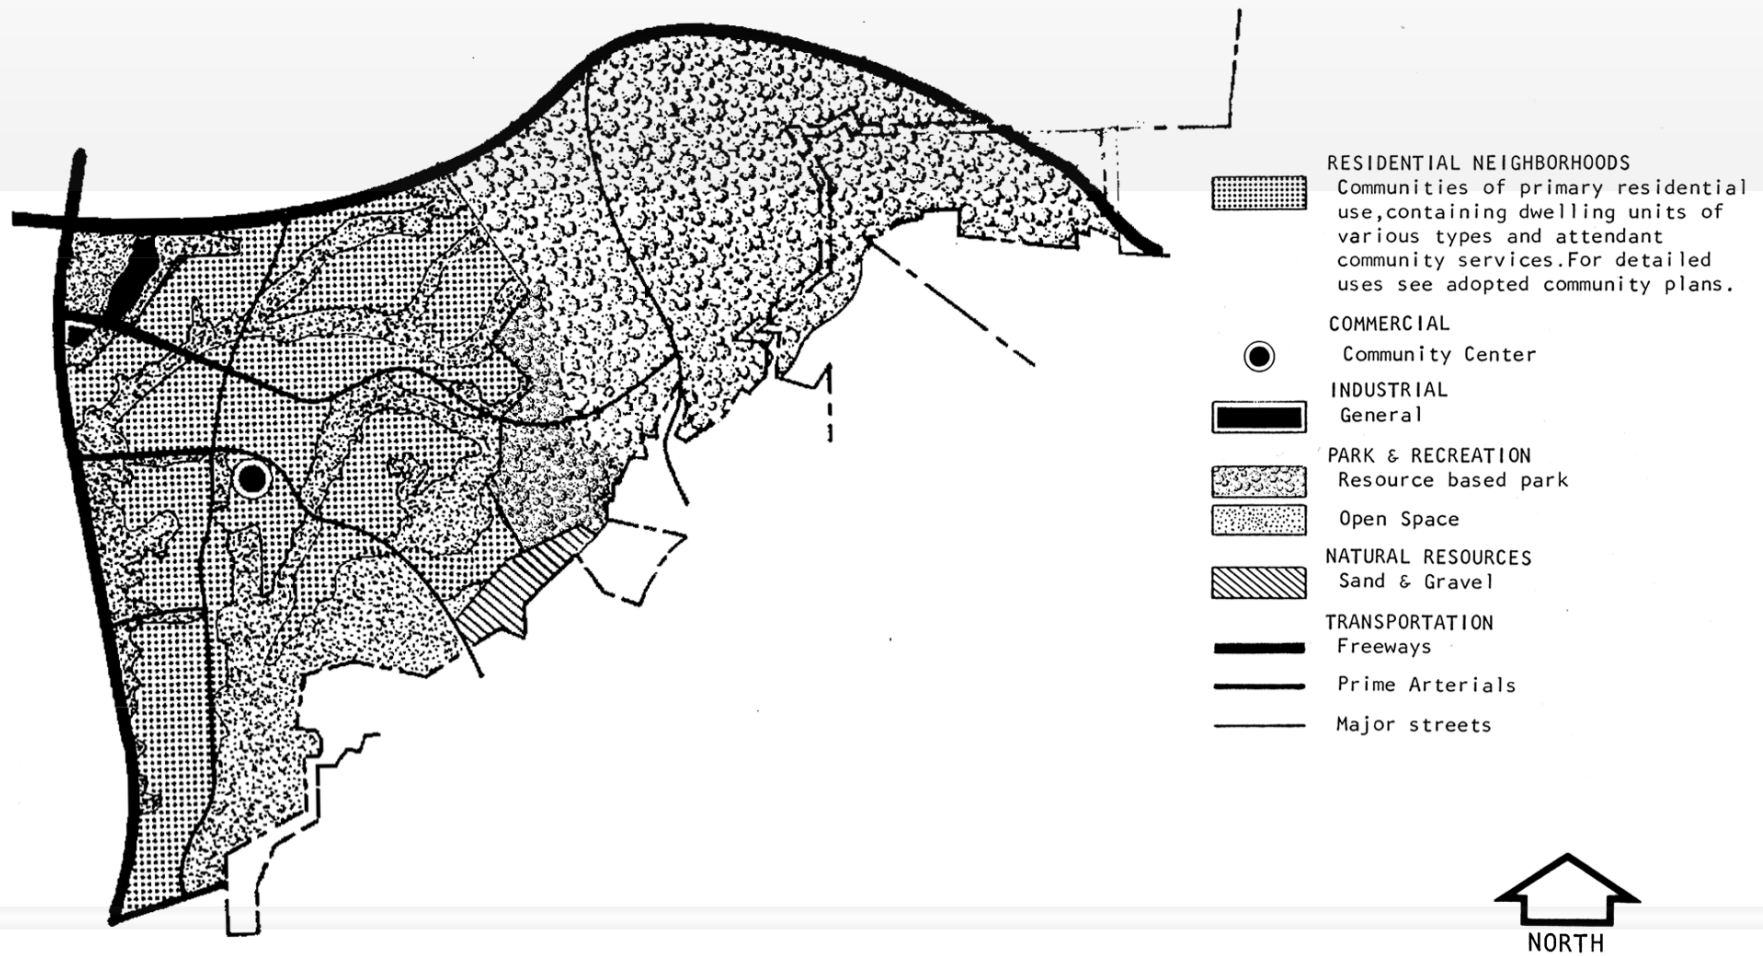 RESIDENTIAL NEIGHBORHOODS
Communities of primary residential
use,containing dwelling units of
various types and attendant
community services.For detailed
uses see adopted community plans.
COMMERCIAL
Community Center
INDUSTRIAL
General
PARK & RECREATION
Resource based park
Open Space
NATURAL RESOURCES
Sand & Gravel
TRANSPORTATION
Freeways
Prime Arterials
Major streets
NORTH